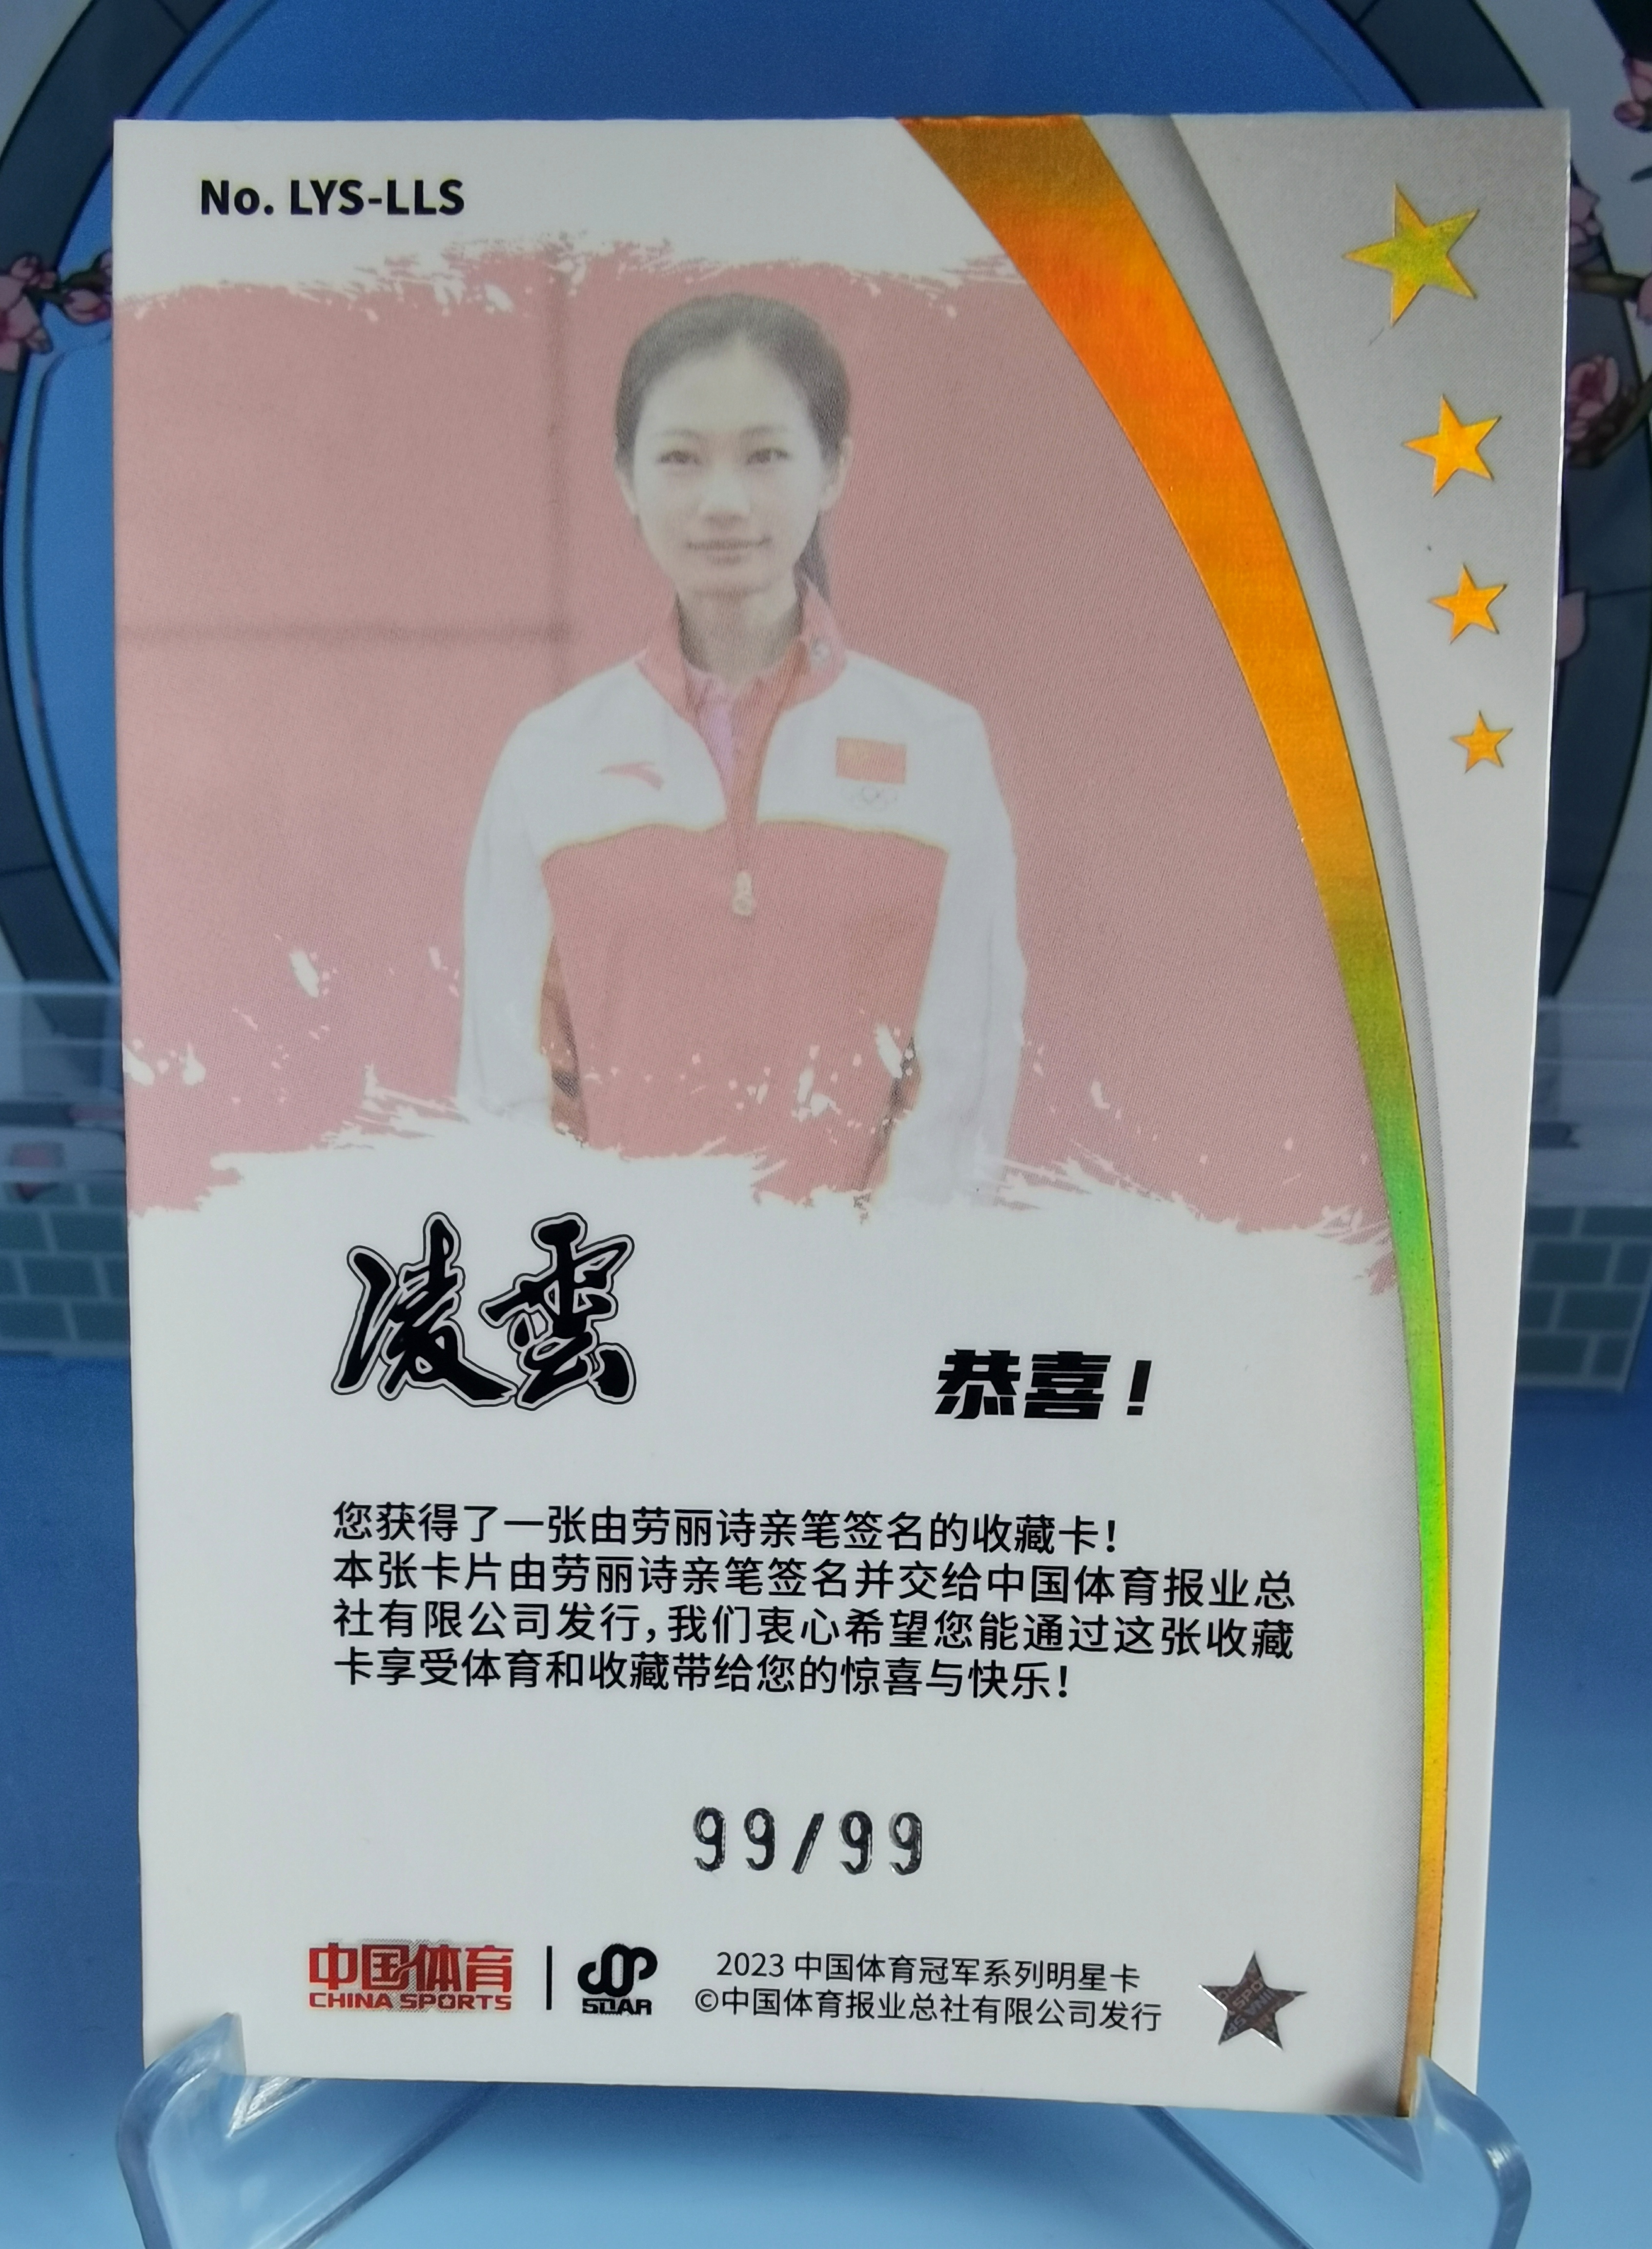 No. LYS-LLS
凌雲
恭喜！
您获得了一张由劳丽诗亲笔签名的收藏卡！
本张卡片由劳丽诗亲笔签名并交给中国体育报业总
社有限公司发行，我们衷心希望您能通过这张收藏
卡享受体育和收藏带给您的惊喜与快乐！
99/99
中国体育
CHINA SPORTS
SDAR
2023 中国体育冠军系列明星卡
©中国体育报业总社有限公司发行